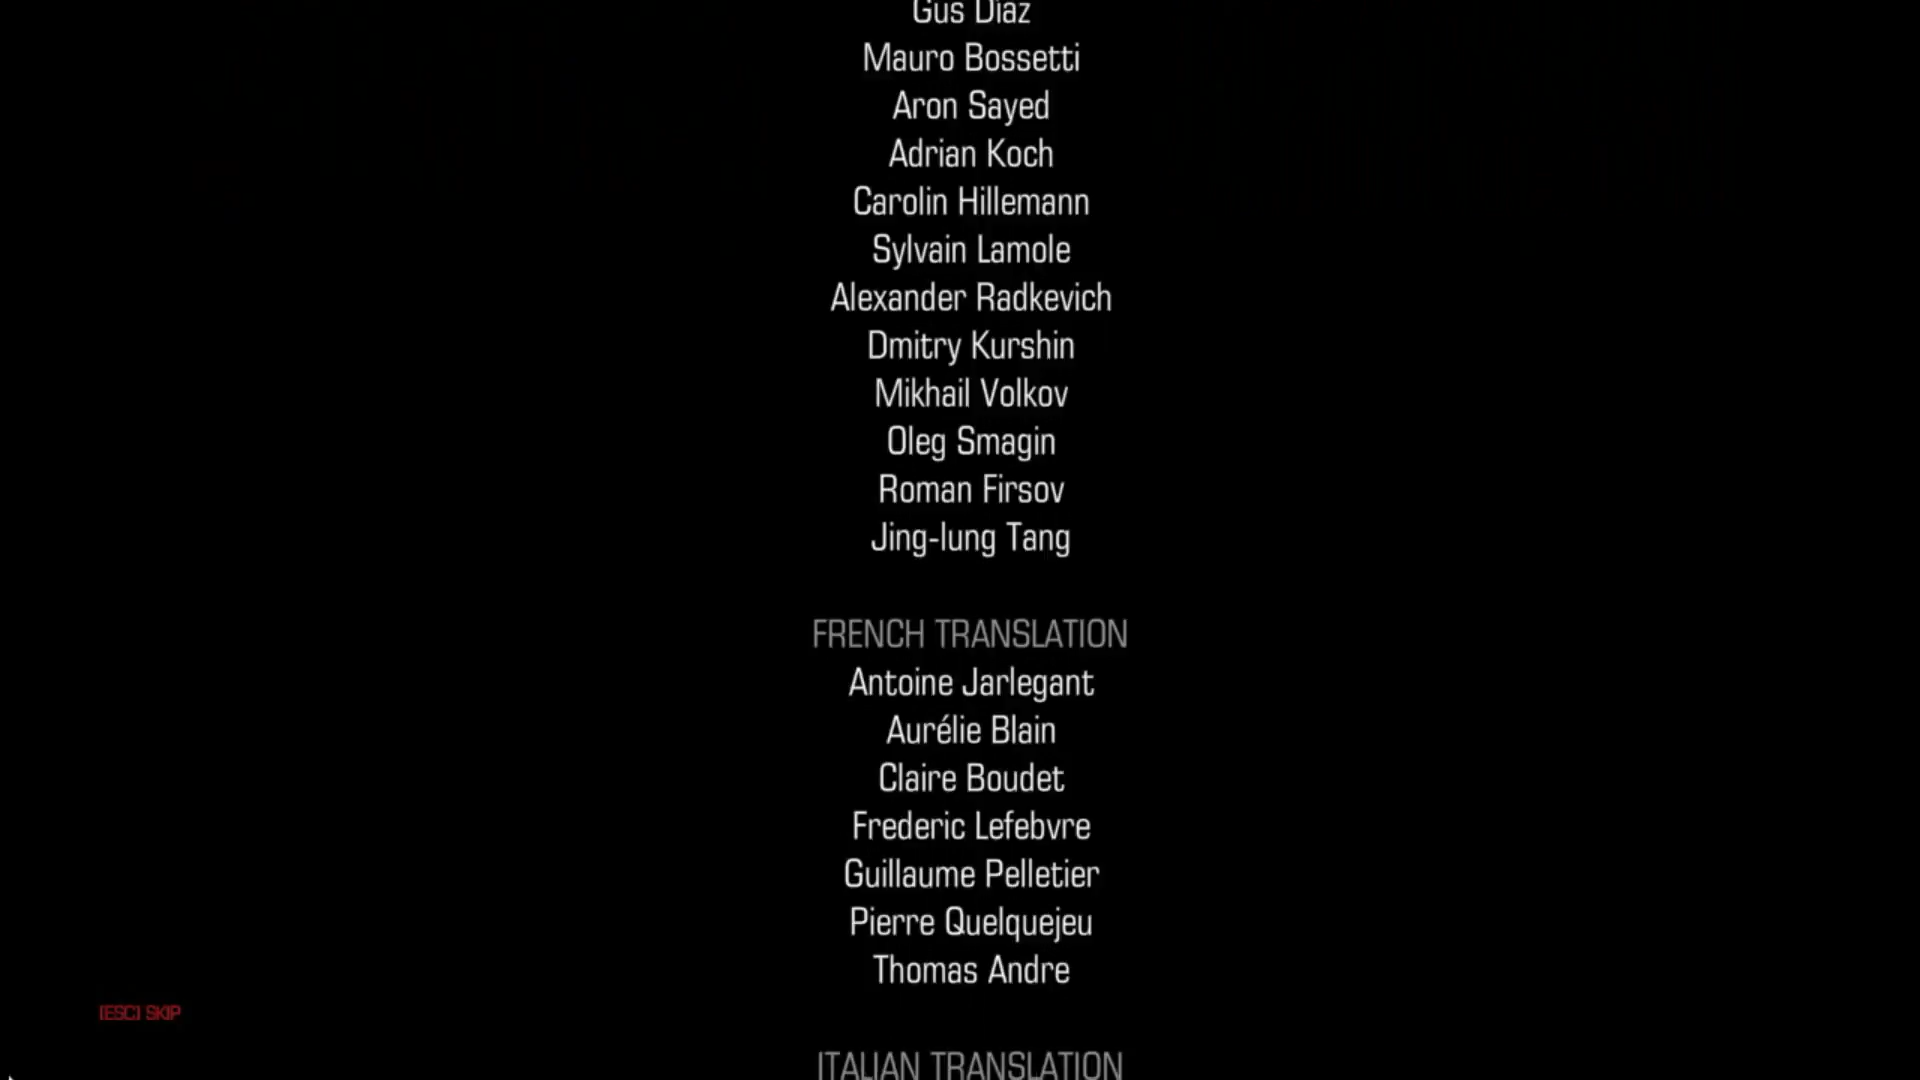 Gus Diaz
Mauro Bossetti
Aron Sayed
Adrian Koch
Carolin Hillemann
Sylvain Lamole
Alexander Radkevich
Dmitry Kurshin
Mikhail Volkov
Oleg Smagin
Roman Firsov
Jing-lung Tang
FRENCH TRANSLATION
Antoine Jarlegant
Aurélie Blain
Claire Boudet
Frederic Lefebvre
Guillaume Pelletier
Pierre Quelquejeu
Thomas Andre
[ESC] SKIP
ITALIAN TRANSLATION